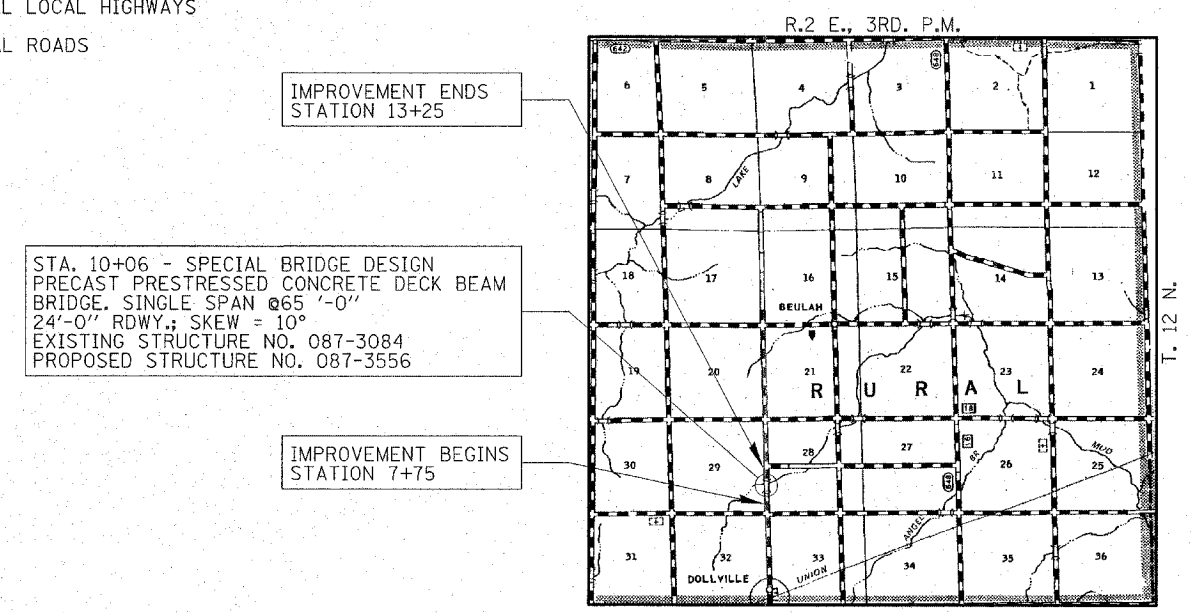 L LOCAL HIGHWAYS
L ROADS
R.2 E., 3RD. P.M.
IMPROVEMENT ENDS
STATION 13+25
STA. 10+06 - SPECIAL BRIDGE DESIGN
PRECAST PRESTRESSED CONCRETE DECK BEAM
BRIDGE. SINGLE SPAN @65 '-0"
24'-0" RDWY.; SKEW = 10°
EXISTING STRUCTURE NO. 087-3084
PROPOSED STRUCTURE NO. 087-3556
IMPROVEMENT BEGINS
STATION 7+75
T. 12 N.
6 5 4 3 2 1
7 8 9 10 11 12
LAKE
18 17 16 15 14 13
BEULAH
19 20 21 22 23 24
RURAL
18
30 29 28 27 26 25
BR
MUD
648
ANGEL
31 32 33 34 35 36
DOLLVILLE
UNION